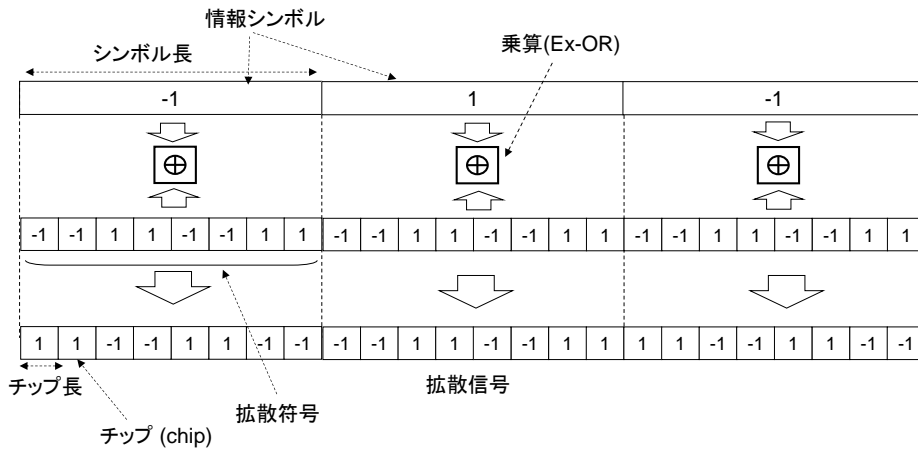 情報シンボル
シンボル長
乗算(Ex-OR)
-1 1 -1
-1 -1 1 1 -1 -1 1 1 -1 -1 1 1 -1 -1 1 1 -1 -1 1 1 -1 -1 1 1
1 1 -1 -1 1 1 -1 -1 -1 -1 1 1 -1 -1 1 1 1 1 -1 -1 1 1 -1 -1
チップ長
拡散信号
拡散符号
チップ (chip)